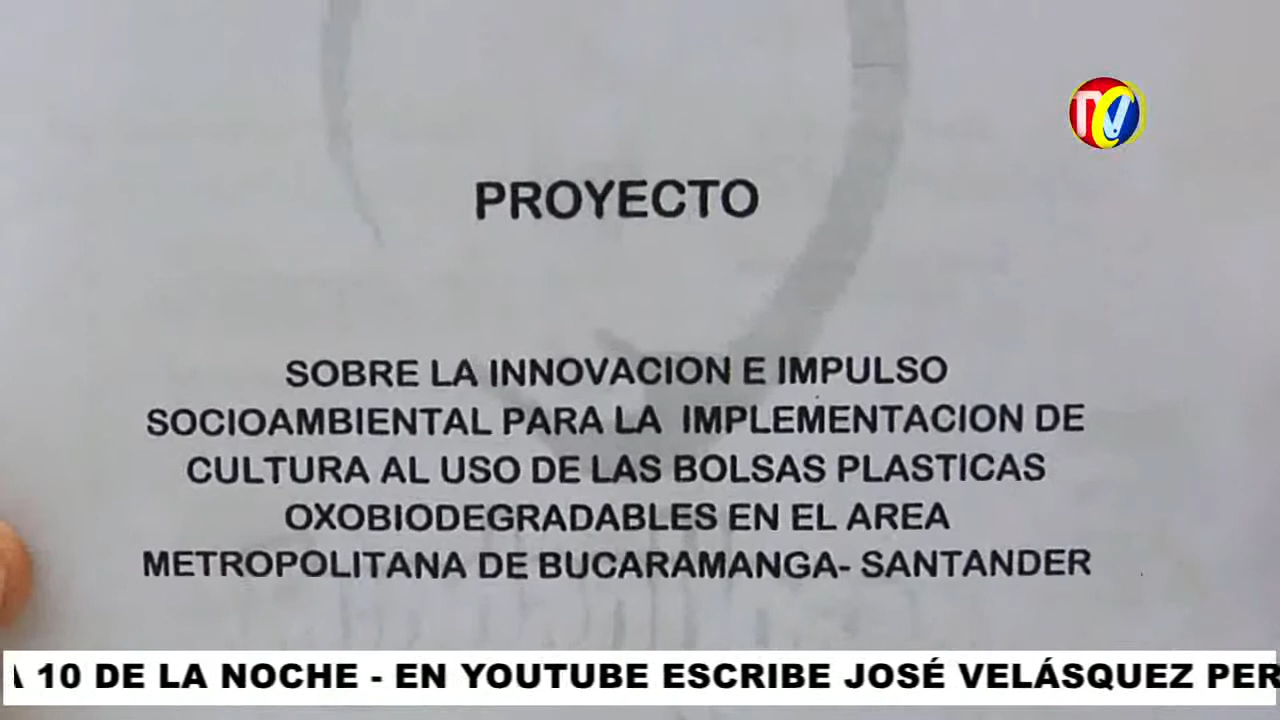 PROYECTO
SOBRE LA INNOVACION E IMPULSO
SOCIOAMBIENTAL PARA LA IMPLEMENTACION DE
CULTURA AL USO DE LAS BOLSAS PLASTICAS
OXOBIODEGRADABLES EN EL AREA
METROPOLITANA DE BUCARAMANGA- SANTANDER
10 DE LA NOCHE - EN YOUTUBE ESCRIBE JOSÉ VELÁSQUEZ PER